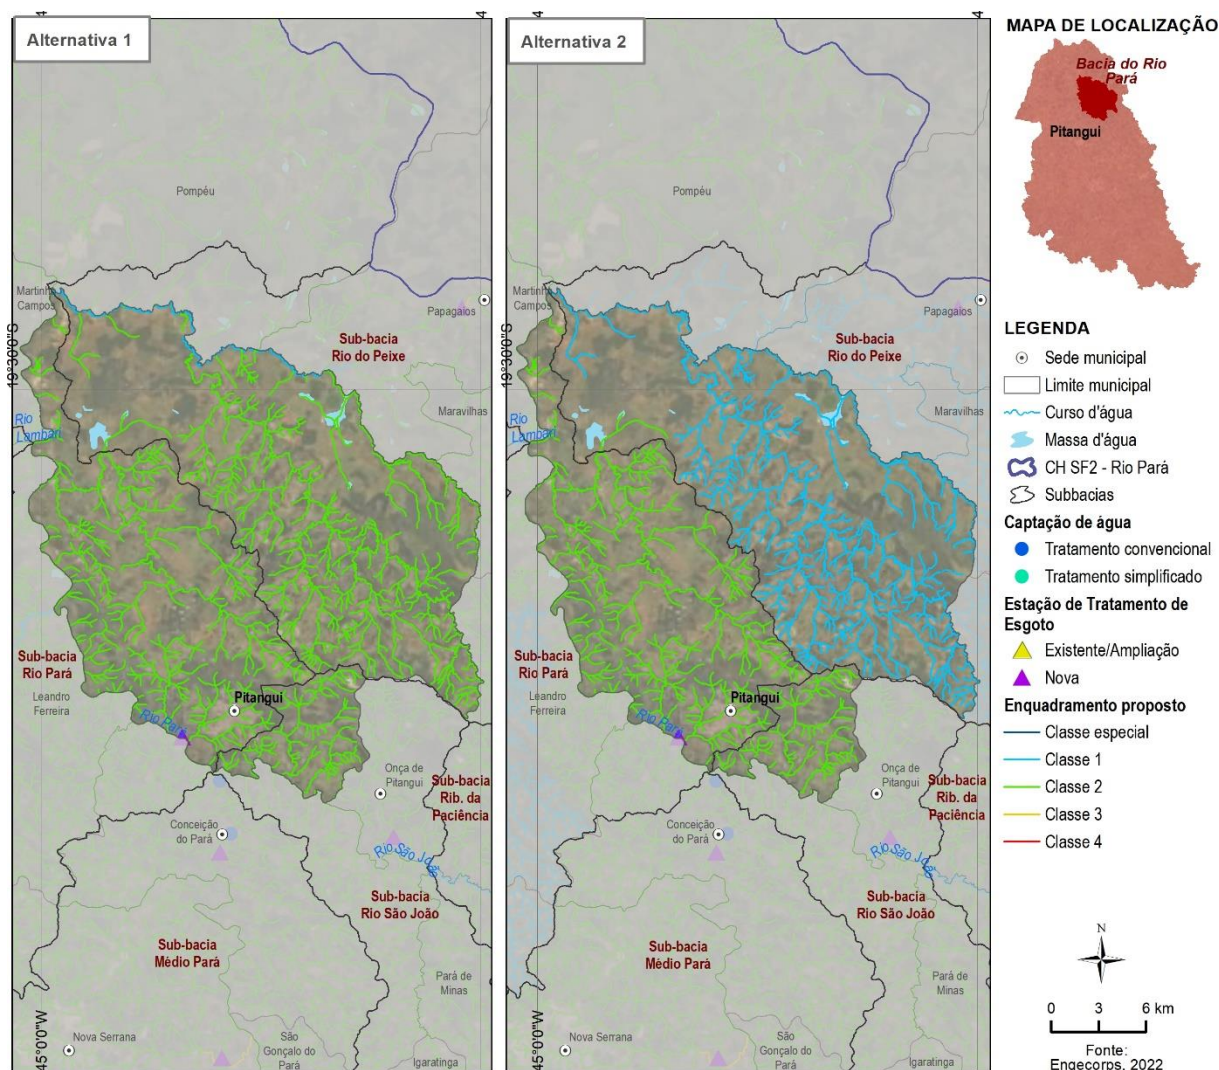 Alternativa 1
4
4
Pompéu
Martinho
Campos
Papagaios
Sub-bacia
Rio do Peixe
19°30'0"S
Maravilhas
Rio
Lambari
Sub-bacia
Rio Pará
Leandro
Ferreira
Pitangui
Rio Pará
Onça de
Pitangui
Sub-bacia
Rib. da
Paciência
Conceição
do Pará
Rio São João
Sub-bacia
Rio São João
Sub-bacia
Médio Pará
Pará de
Minas
45°0'0"W
Nova Serrana
São
Gonçalo do
Pará
Igaratinga
Alternativa 2
4
4
Pompéu
Martinho
Campos
Papagaios
Sub-bacia
Rio do Peixe
19°30'0"S
Maravilhas
Rio
Lambari
Sub-bacia
Rio Pará
Leandro
Ferreira
Pitangui
Rio Pará
Onça de
Pitangui
Sub-bacia
Rib. da
Paciência
Conceição
do Pará
Rio São João
Sub-bacia
Rio São João
Sub-bacia
Médio Pará
Pará de
Minas
45°0'0"W
Nova Serrana
São
Gonçalo do
Pará
Igaratinga
MAPA DE LOCALIZAÇÃO
Bacia do Rio
Pará
Pitangui
LEGENDA
Sede municipal
Limite municipal
Curso d'água
Massa d'água
CH SF2 - Rio Pará
Subbacias
Captação de água
Tratamento convencional
Tratamento simplificado
Estação de Tratamento de
Esgoto
Existente/Ampliação
Nova
Enquadramento proposto
Classe especial
Classe 1
Classe 2
Classe 3
Classe 4
N
0 3 6 km
Fonte:
Engecorps, 2022